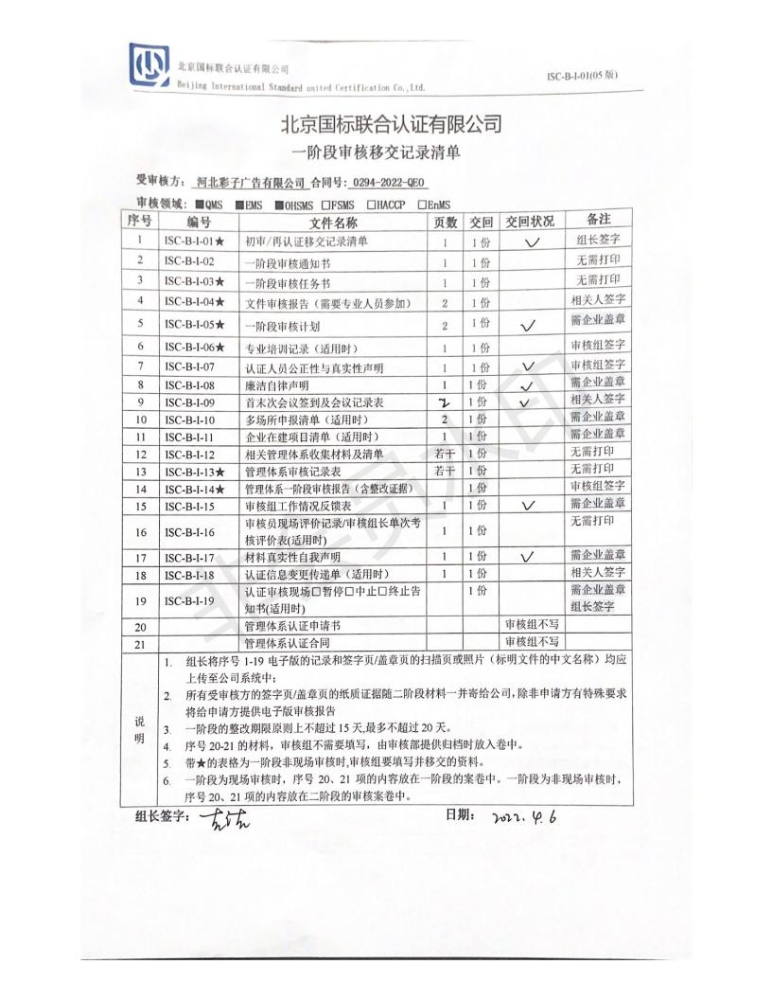 北京国标联合认证有限公司
Beijing International Standard united Certification Co.,Ltd.
ISC-B-I-01(05 版)
北京国标联合认证有限公司
一阶段审核移交记录清单
受审核方: 河北彩子广告有限公司 合同号: 0294-2022-QEO
审核领域: ■QMS ■EMS ■OHSMS □FSMS □HACCP □EnMS
序号 编号 文件名称 页数 交回 交回状况 备注
1 ISC-B-I-01★ 初审/再认证移交记录清单 1 1 份 ✓ 组长签字
2 ISC-B-I-02 一阶段审核通知书 1 1 份 无需打印
3 ISC-B-I-03★ 一阶段审核任务书 1 1 份 无需打印
4 ISC-B-I-04★ 文件审核报告（需要专业人员参加） 2 1 份 相关人签字
5 ISC-B-I-05★ 一阶段审核计划 2 1 份 ✓ 需企业盖章
6 ISC-B-I-06★ 专业培训记录（适用时） 1 1 份 审核组签字
7 ISC-B-I-07 认证人员公正性与真实性声明 1 1 份 ✓ 审核组签字
8 ISC-B-I-08 廉洁自律声明 1 1 份 ✓ 需企业盖章
9 ISC-B-I-09 首末次会议签到及会议记录表 2 1 份 ✓ 相关人签字
10 ISC-B-I-10 多场所申报清单（适用时） 2 1 份 需企业盖章
11 ISC-B-I-11 企业在建项目清单（适用时） 1 1 份 需企业盖章
12 ISC-B-I-12 相关管理体系收集材料及清单 若干 1 份 无需打印
13 ISC-B-I-13★ 管理体系审核记录表 若干 1 份 无需打印
14 ISC-B-I-14★ 管理体系一阶段审核报告（含整改证据） 1 份 审核组签字
15 ISC-B-I-15 审核组工作情况反馈表 1 1 份 ✓ 需企业盖章
16 ISC-B-I-16 审核员现场评价记录/审核组长单次考 1 1 份 无需打印
核评价表(适用时)
17 ISC-B-I-17 材料真实性自我声明 1 1 份 ✓ 需企业盖章
18 ISC-B-I-18 认证信息变更传递单（适用时） 1 1 份 相关人签字
19 ISC-B-I-19 认证审核现场□暂停□中止□终止告 1 份 需企业盖章
知书(适用时) 组长签字
20 管理体系认证申请书 审核组不写
21 管理体系认证合同 审核组不写
说明
1. 组长将序号 1-19 电子版的记录和签字页/盖章页的扫描页或照片（标明文件的中文名称）均应
上传至公司系统中；
2. 所有受审核方的签字页/盖章页的纸质证据随二阶段材料一并寄给公司,除非申请方有特殊要求
将给申请方提供电子版审核报告
3. 一阶段的整改期限原则上不超过 15 天,最多不超过 20 天。
4. 序号 20-21 的材料，审核组不需要填写，由审核部提供归档时放入卷中。
5. 带★的表格为一阶段非现场审核时,审核组要填写并移交的资料。
6. 一阶段为现场审核时，序号 20、21 项的内容放在一阶段的案卷中。一阶段为非现场审核时，
序号 20、21 项的内容放在二阶段的审核案卷中。
组长签字: 日期: 2022.4.6
非会员水印